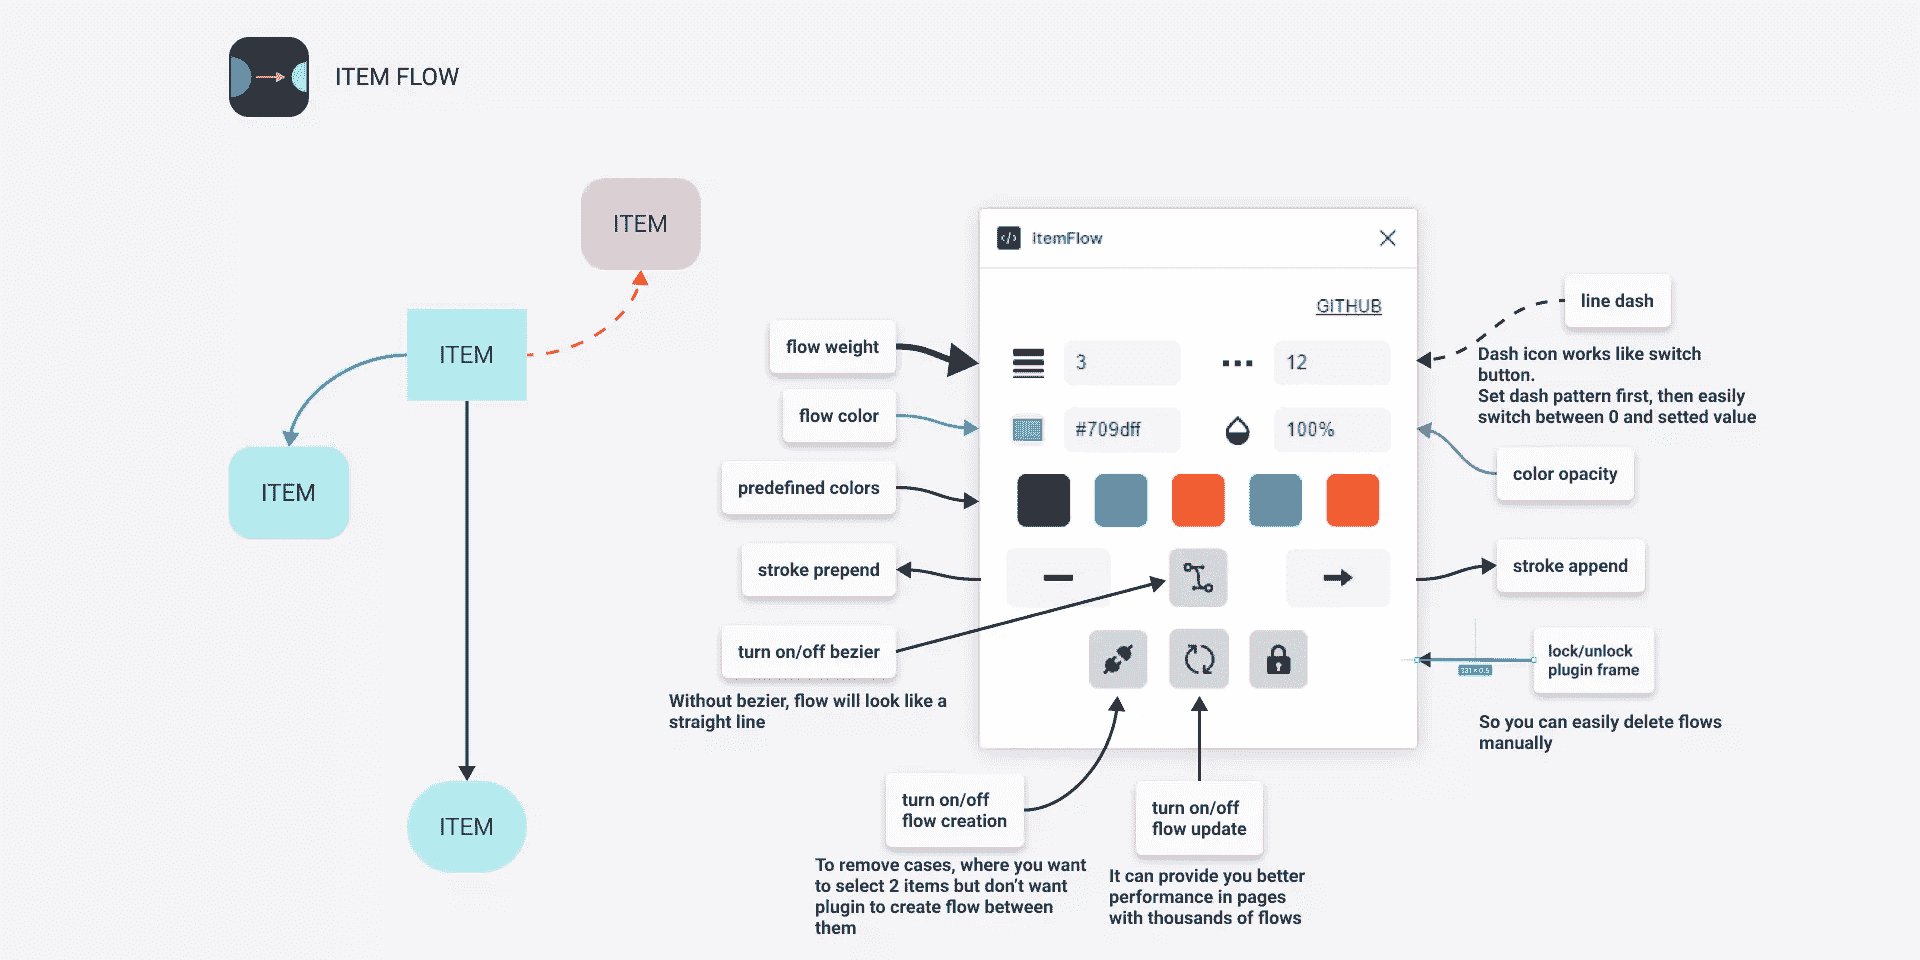 ITEM FLOW
ITEM
ITEM
ITEM
ITEM
ItemFlow
GITHUB
flow weight
3
12
line dash
Dash icon works like switch
button.
Set dash pattern first, then easily
switch between 0 and setted value
flow color
#709dff
100%
color opacity
predefined colors
stroke prepend
stroke append
turn on/off bezier
Without bezier, flow will look like a
straight line
lock/unlock
plugin frame
So you can easily delete flows
manually
turn on/off
flow creation
To remove cases, where you want
to select 2 items but don't want
plugin to create flow between
them
turn on/off
flow update
It can provide you better
performance in pages
with thousands of flows